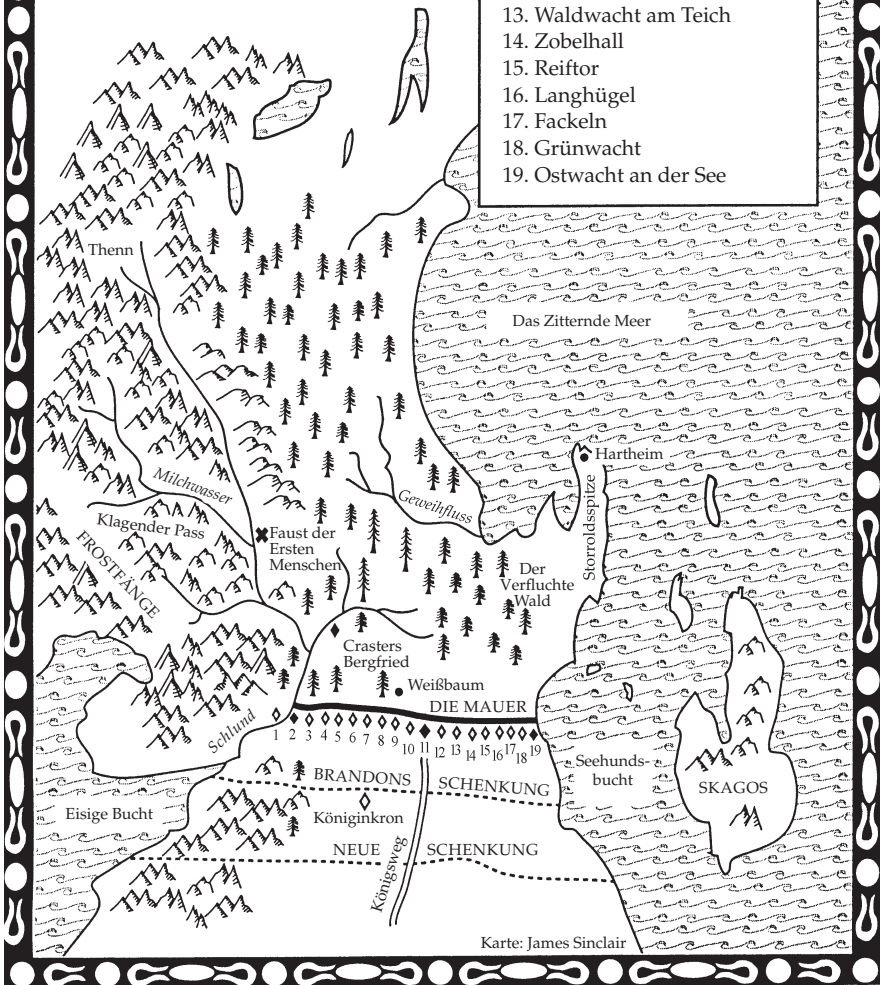 13. Waldwacht am Teich
14. Zobelhall
15. Reiftor
16. Langhügel
17. Fackeln
18. Grünwacht
19. Ostwacht an der See
Thenn
Das Zitternde Meer
Hartheim
Milchwasser
Geweihfluss
Storroldsspitze
Klagender Pass
FROSTFÄNGE
Faust der
Ersten
Menschen
Der
Verfluchte
Wald
Crasters
Bergfried
Weißbaum
DIE MAUER
Schlund
1 2 3 4 5 6 7 8 9 10 11 12 13 14 15 16 17 18 19
Seehunds-
bucht
SKAGOS
BRANDONS SCHENKUNG
Eisige Bucht
Königinkron
NEUE SCHENKUNG
Königsweg
Karte: James Sinclair